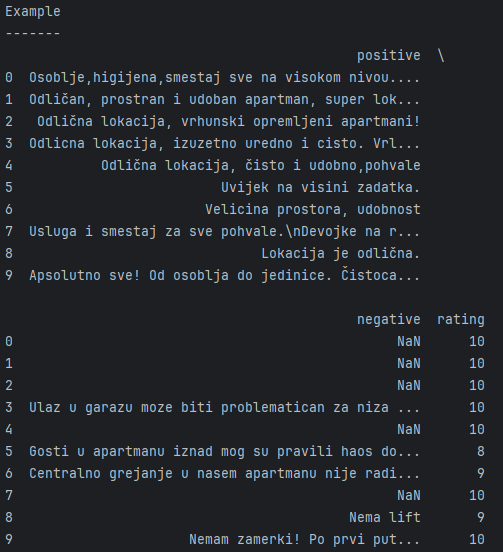 Example
-------
positive \
0 Osoblje,higijena,smestaj sve na visokom nivou....
1 Odličan, prostran i udoban apartman, super lok...
2 Odlična lokacija, vrhunski opremljeni apartmani!
3 Odlicna lokacija, izuzetno uredno i cisto. Vrl...
4 Odlična lokacija, čisto i udobno,pohvale
5 Uvijek na visini zadatka.
6 Velicina prostora, udobnost
7 Usluga i smestaj za sve pohvale.\nDevojke na r...
8 Lokacija je odlična.
9 Apsolutno sve! Od osoblja do jedinice. Čistoca...
negative rating
0 NaN 10
1 NaN 10
2 NaN 10
3 Ulaz u garazu moze biti problematican za niza ... 10
4 NaN 10
5 Gosti u apartmanu iznad mog su pravili haos do... 8
6 Centralno grejanje u nasem apartmanu nije radi... 9
7 NaN 10
8 Nema lift 9
9 Nemam zamerki! Po prvi put... 10